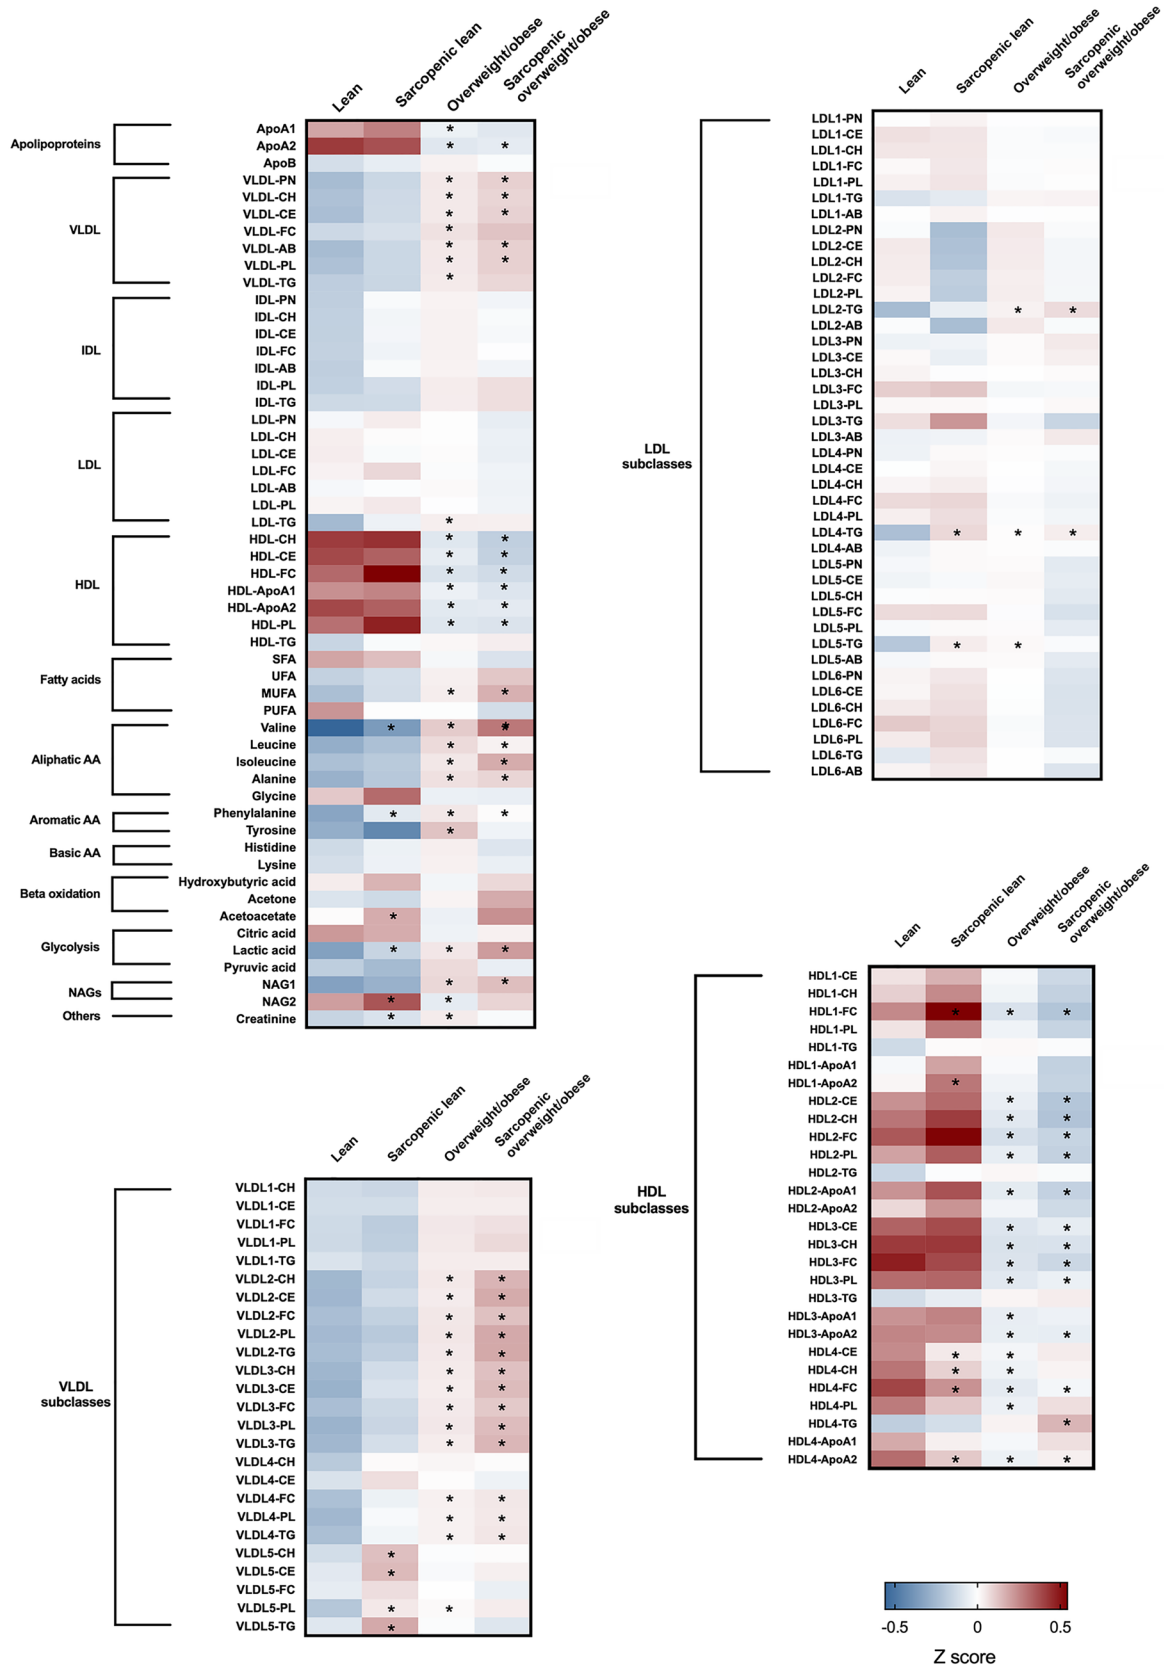 Lean
Sarcopenic lean
Overweight/obese
Sarcopenic
overweight/obese
Apolipoproteins
ApoA1
ApoA2
ApoB
VLDL
VLDL-PN
VLDL-CH
VLDL-CE
VLDL-FC
VLDL-AB
VLDL-PL
VLDL-TG
IDL
IDL-PN
IDL-CH
IDL-CE
IDL-FC
IDL-AB
IDL-PL
IDL-TG
LDL
LDL-PN
LDL-CH
LDL-CE
LDL-FC
LDL-AB
LDL-PL
LDL-TG
HDL
HDL-CH
HDL-CE
HDL-FC
HDL-ApoA1
HDL-ApoA2
HDL-PL
HDL-TG
Fatty acids
SFA
UFA
MUFA
PUFA
Aliphatic AA
Valine
Leucine
Isoleucine
Alanine
Glycine
Aromatic AA
Phenylalanine
Tyrosine
Basic AA
Histidine
Lysine
Beta oxidation
Hydroxybutyric acid
Acetone
Acetoacetate
Glycolysis
Citric acid
Lactic acid
Pyruvic acid
NAGs
NAG1
NAG2
Others
Creatinine
Lean
Sarcopenic lean
Overweight/obese
Sarcopenic
overweight/obese
LDL
subclasses
LDL1-PN
LDL1-CE
LDL1-CH
LDL1-FC
LDL1-PL
LDL1-TG
LDL1-AB
LDL2-PN
LDL2-CE
LDL2-CH
LDL2-FC
LDL2-PL
LDL2-TG
LDL2-AB
LDL3-PN
LDL3-CE
LDL3-CH
LDL3-FC
LDL3-PL
LDL3-TG
LDL3-AB
LDL4-PN
LDL4-CE
LDL4-CH
LDL4-FC
LDL4-PL
LDL4-TG
LDL4-AB
LDL5-PN
LDL5-CE
LDL5-CH
LDL5-FC
LDL5-PL
LDL5-TG
LDL5-AB
LDL6-PN
LDL6-CE
LDL6-CH
LDL6-FC
LDL6-PL
LDL6-TG
LDL6-AB
Lean
Sarcopenic lean
Overweight/obese
Sarcopenic
overweight/obese
VLDL
subclasses
VLDL1-CH
VLDL1-CE
VLDL1-FC
VLDL1-PL
VLDL1-TG
VLDL2-CH
VLDL2-CE
VLDL2-FC
VLDL2-PL
VLDL2-TG
VLDL3-CH
VLDL3-CE
VLDL3-FC
VLDL3-PL
VLDL3-TG
VLDL4-CH
VLDL4-CE
VLDL4-FC
VLDL4-PL
VLDL4-TG
VLDL5-CH
VLDL5-CE
VLDL5-FC
VLDL5-PL
VLDL5-TG
Lean
Sarcopenic lean
Overweight/obese
Sarcopenic
overweight/obese
HDL
subclasses
HDL1-CE
HDL1-CH
HDL1-FC
HDL1-PL
HDL1-TG
HDL1-ApoA1
HDL1-ApoA2
HDL2-CE
HDL2-CH
HDL2-FC
HDL2-PL
HDL2-TG
HDL2-ApoA1
HDL2-ApoA2
HDL3-CE
HDL3-CH
HDL3-FC
HDL3-PL
HDL3-TG
HDL3-ApoA1
HDL3-ApoA2
HDL4-CE
HDL4-CH
HDL4-FC
HDL4-PL
HDL4-TG
HDL4-ApoA1
HDL4-ApoA2
-0.5 0 0.5
Z score